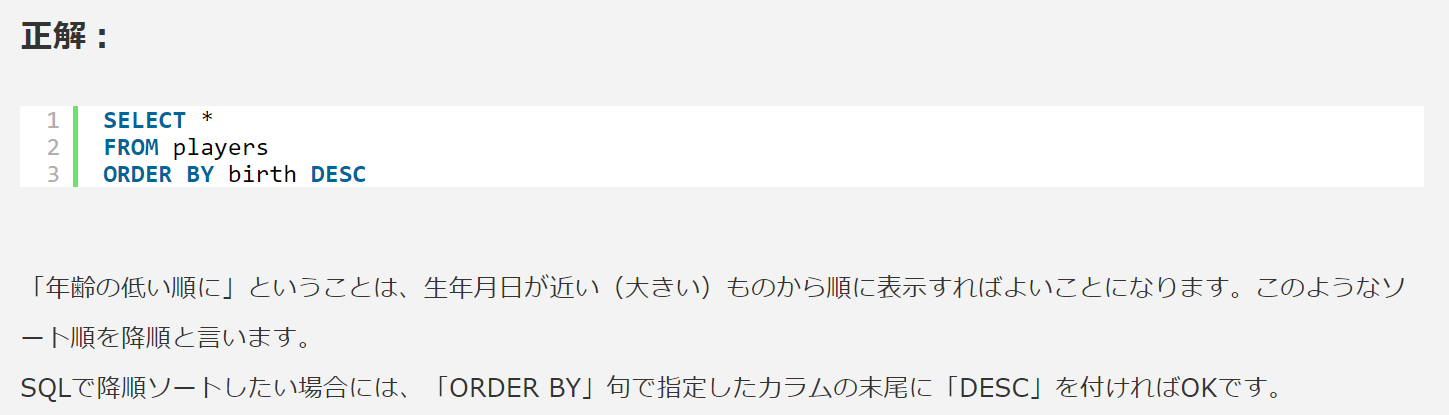 正解：
1 SELECT *
2 FROM players
3 ORDER BY birth DESC
「年齢の低い順に」ということは、生年月日が近い（大きい）ものから順に表示すればよいことになります。このようなソ
ート順を降順と言います。
SQLで降順ソートしたい場合には、「ORDER BY」句で指定したカラムの末尾に「DESC」を付ければOKです。